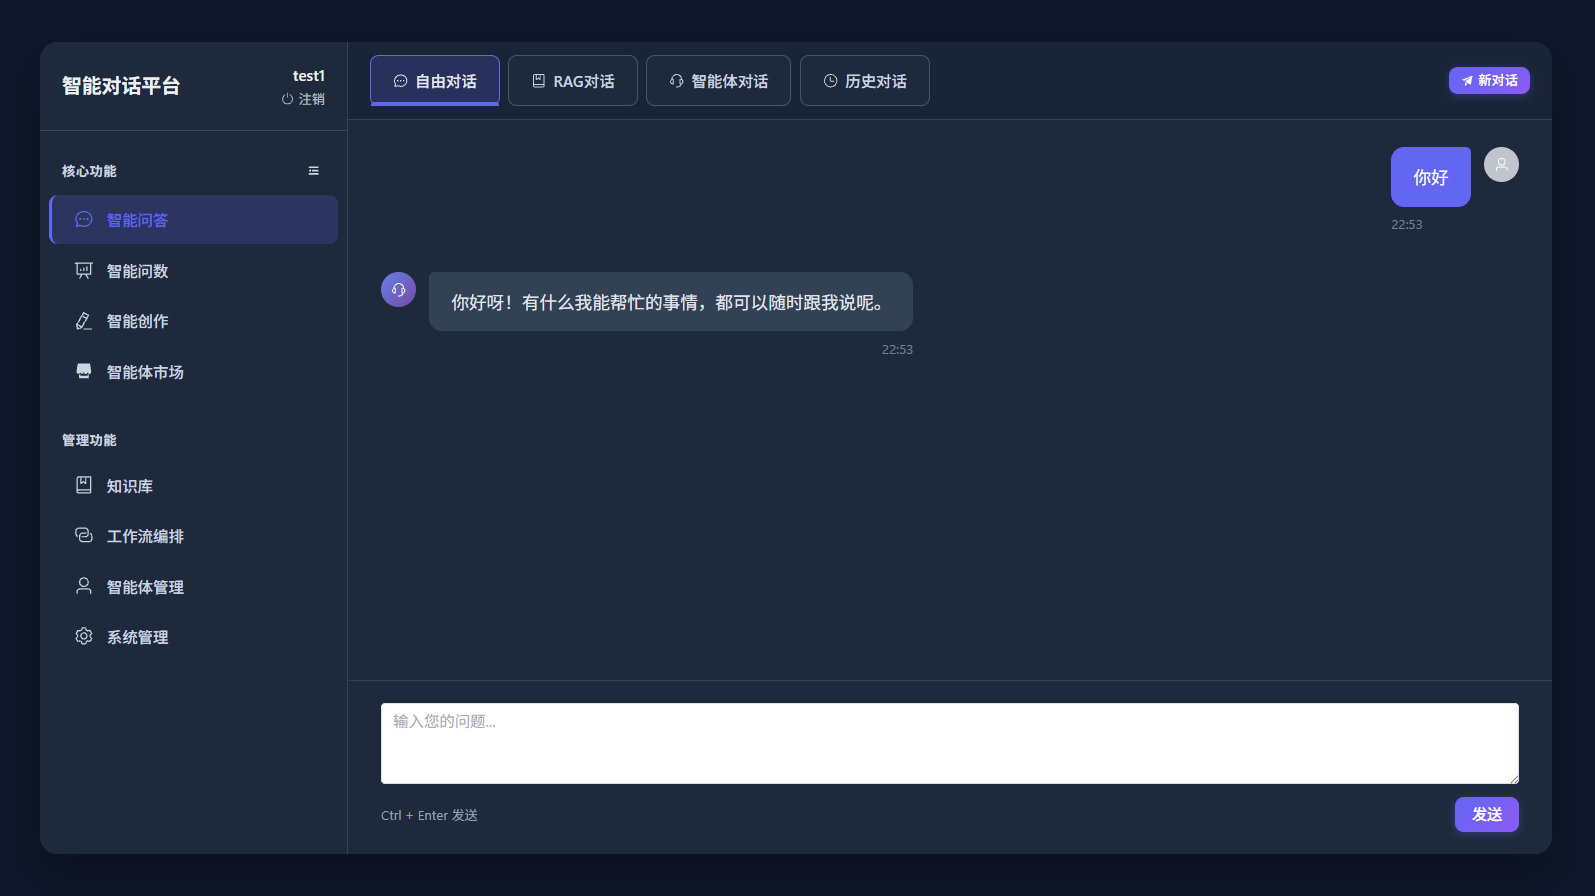 智能对话平台
test1
注销
核心功能
智能问答
智能问数
智能创作
智能体市场
管理功能
知识库
工作流编排
智能体管理
系统管理
自由对话
RAG对话
智能体对话
历史对话
新对话
你好
22:53
你好呀！有什么我能帮忙的事情，都可以随时跟我说呢。
22:53
输入您的问题...
Ctrl + Enter 发送
发送